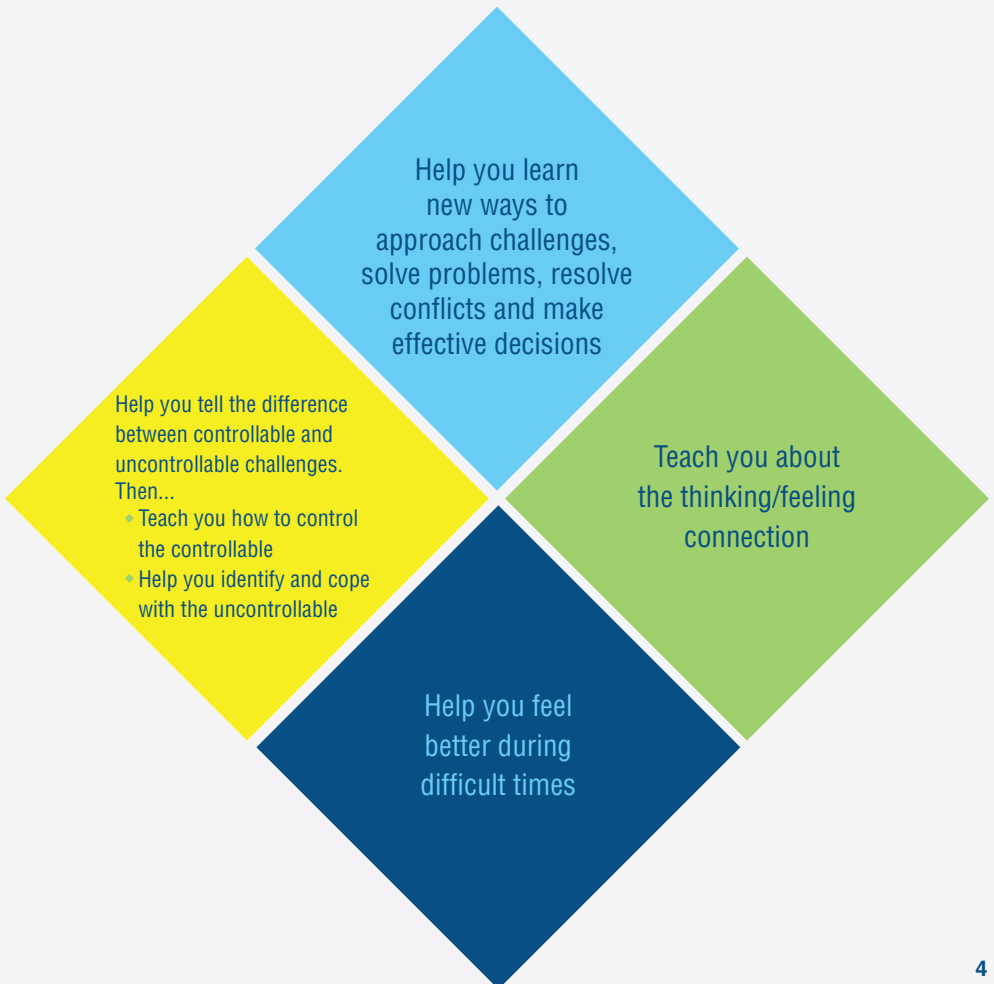 Help you learn
new ways to
approach challenges,
solve problems, resolve
conflicts and make
effective decisions
Help you tell the difference
between controllable and
uncontrollable challenges.
Then...
◆ Teach you how to control
the controllable
◆ Help you identify and cope
with the uncontrollable
Teach you about
the thinking/feeling
connection
Help you feel
better during
difficult times
4